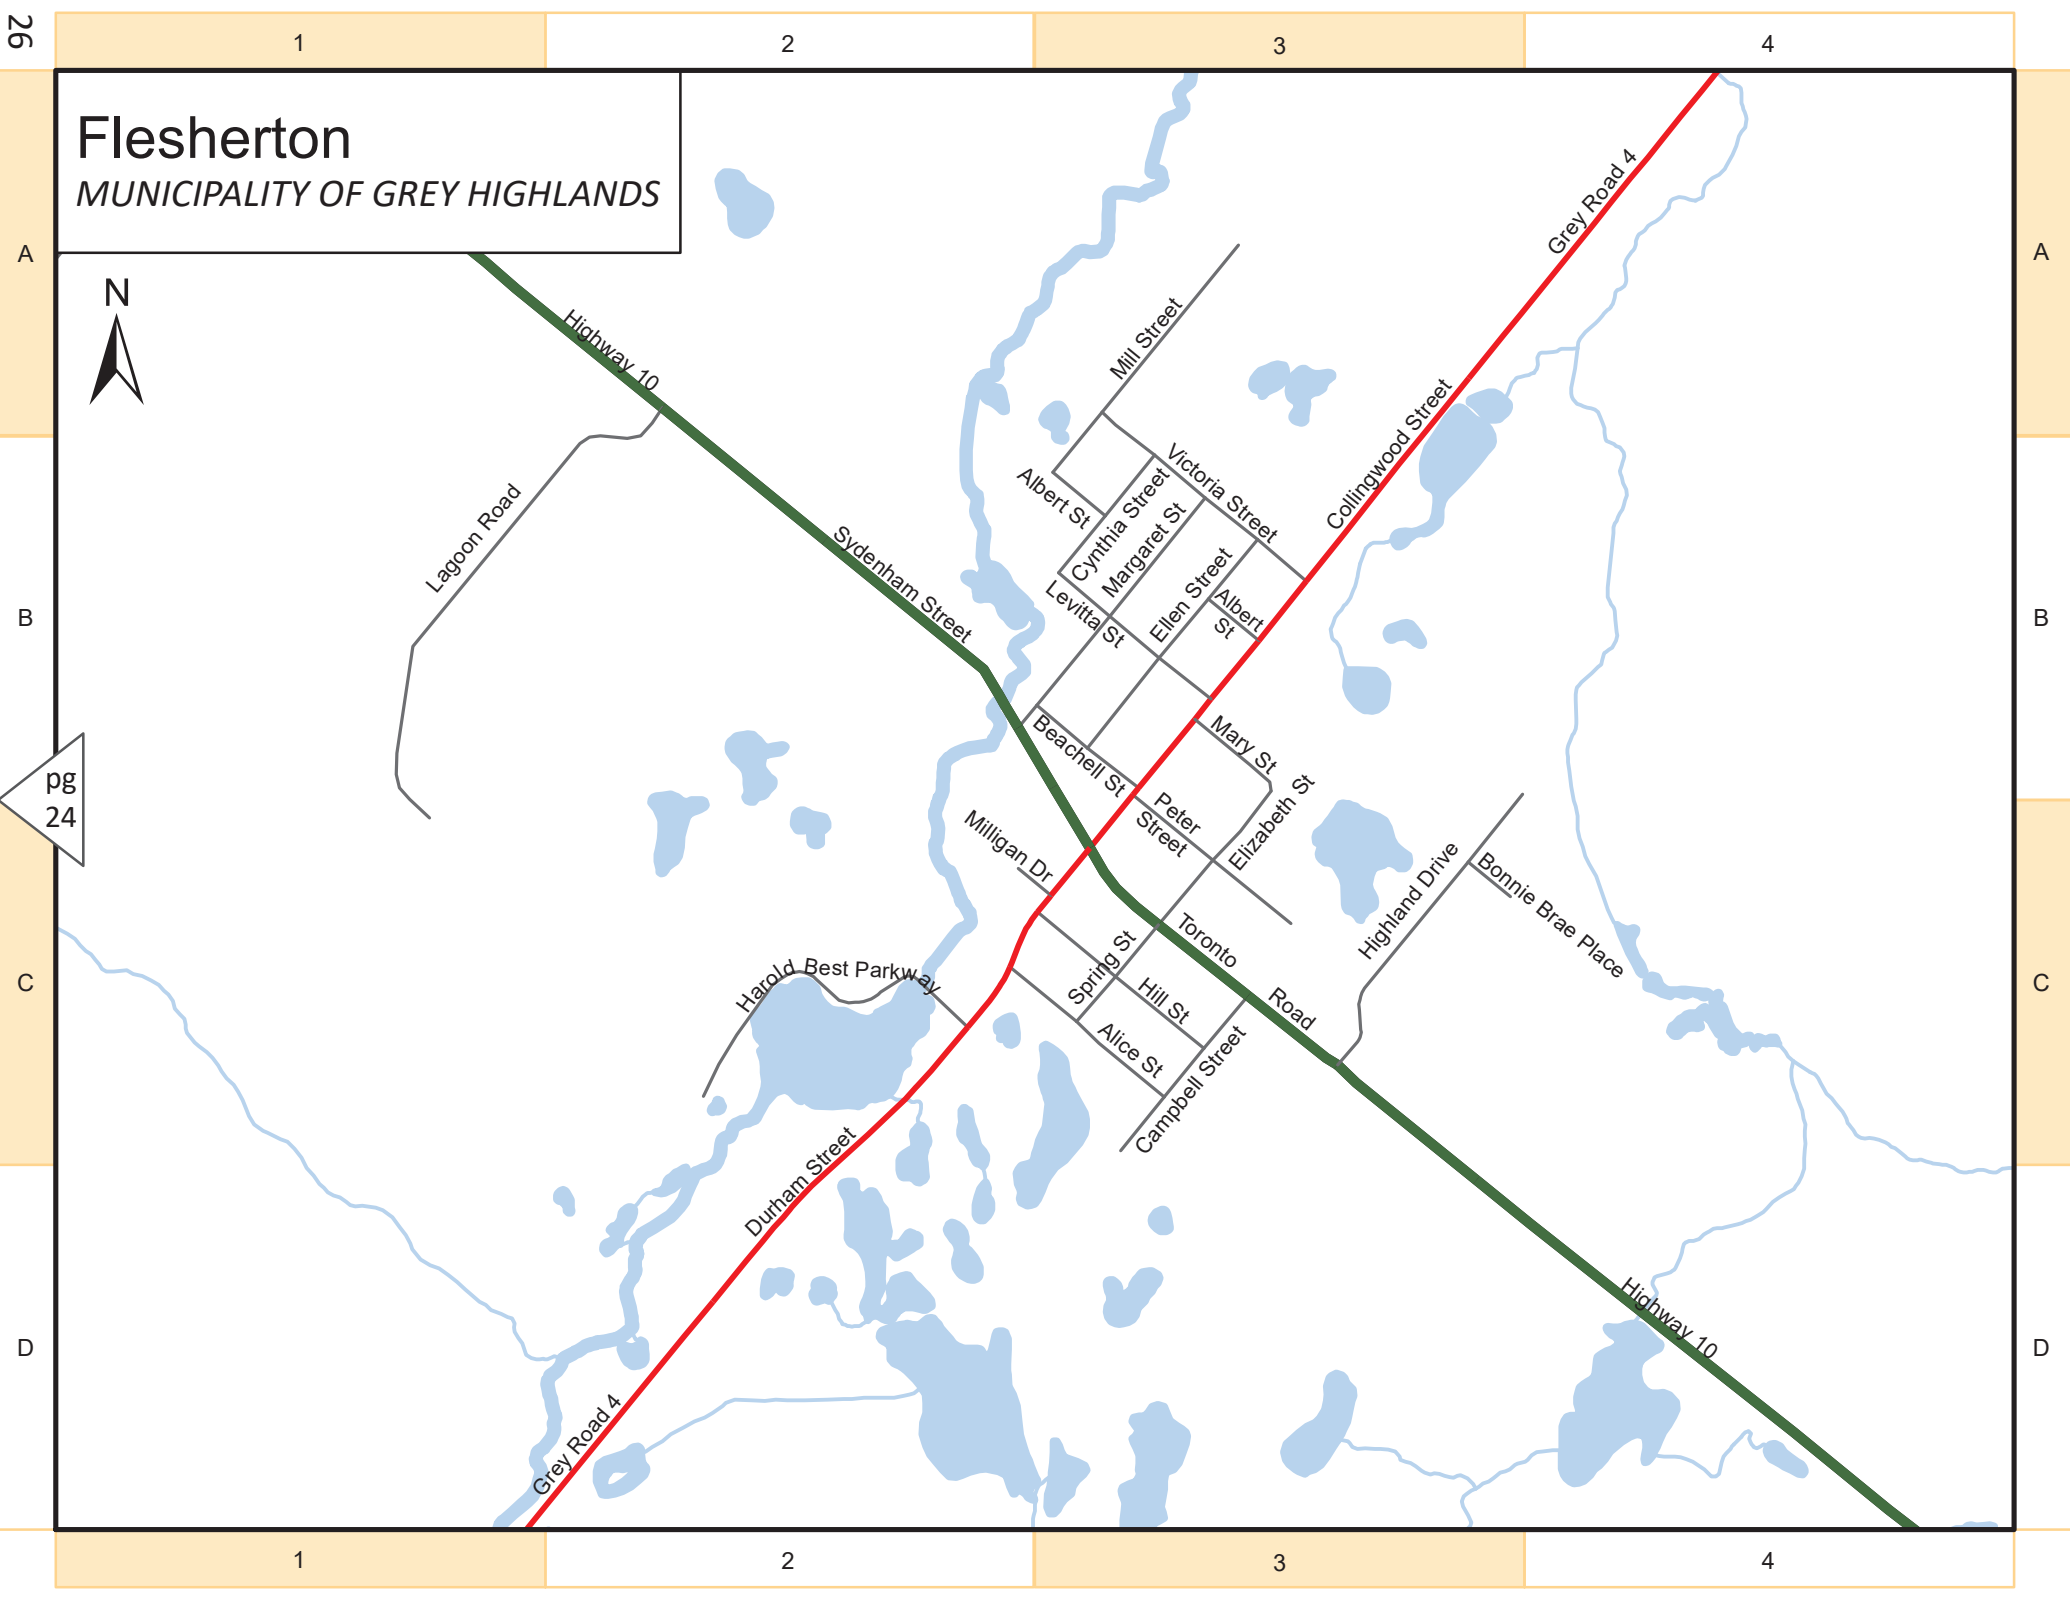 26
1
2
3
4
Flesherton
MUNICIPALITY OF GREY HIGHLANDS
A
A
N
Grey Road 4
Highway 10
Mill Street
Collingwood Street
Victoria Street
Albert St
Cynthia Street
Margaret St
Lagoon Road
Sydenham Street
Ellen Street
Levitta St
Albert
St
B
B
Beachell St
Mary St
pg
24
Peter
Street
Elizabeth St
Milligan Dr
Highland Drive
Bonnie Brae Place
Toronto
Road
Spring St
Harold Best Parkway
Hill St
C
C
Alice St
Campbell Street
Durham Street
Highway 10
D
D
Grey Road 4
1
2
3
4